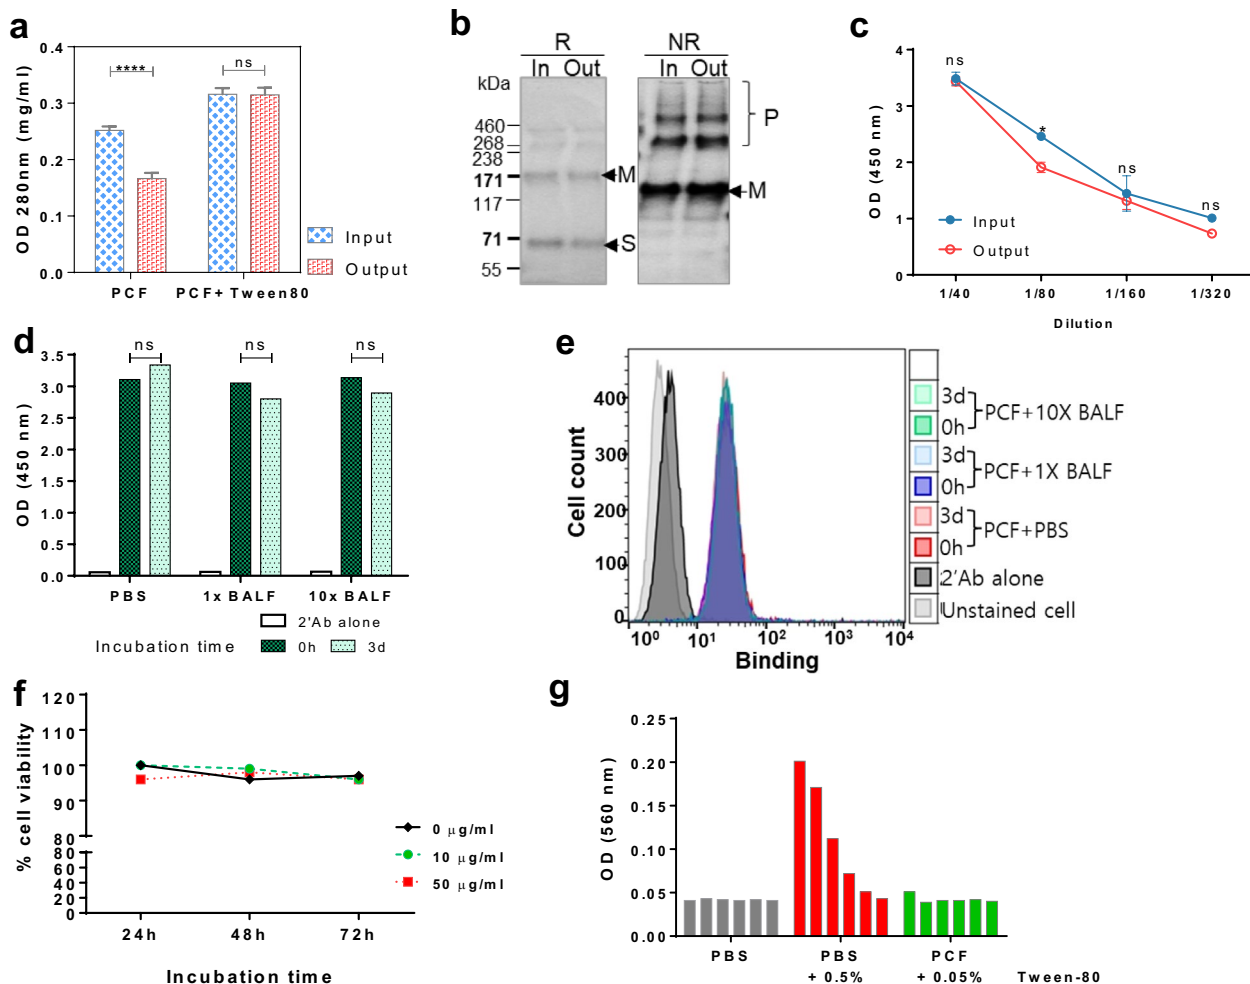 a
OD 280nm (mg/ml)
0.4
0.3
0.2
0.1
0.0
****
ns
PCF
PCF+ Tween80
Input
Output
b
R
NR
In Out
In Out
kDa
460
268
238
171
117
71
55
M
S
P
M
c
OD (450 nm)
4
3
2
1
0
ns
*
ns
ns
Input
Output
1/40
1/80
1/160
1/320
Dilution
d
OD (450 nm)
3.5
3.0
2.5
2.0
1.5
1.0
0.5
0.0
ns
ns
ns
PBS
1x BALF
10x BALF
2'Ab alone
Incubation time
0h
3d
e
Cell count
400
300
200
100
0
10⁰
10¹
10²
10³
10⁴
Binding
3d
0h
PCF+10X BALF
3d
0h
PCF+1X BALF
3d
0h
PCF+PBS
2'Ab alone
Unstained cell
f
% cell viability
120
110
100
90
80
80
60
40
20
0
24h
48h
72h
Incubation time
0 µg/ml
10 µg/ml
50 µg/ml
g
OD (560 nm)
0.25
0.20
0.15
0.10
0.05
0.00
PBS
PBS
PCF
+ 0.5%
+ 0.05%
Tween-80